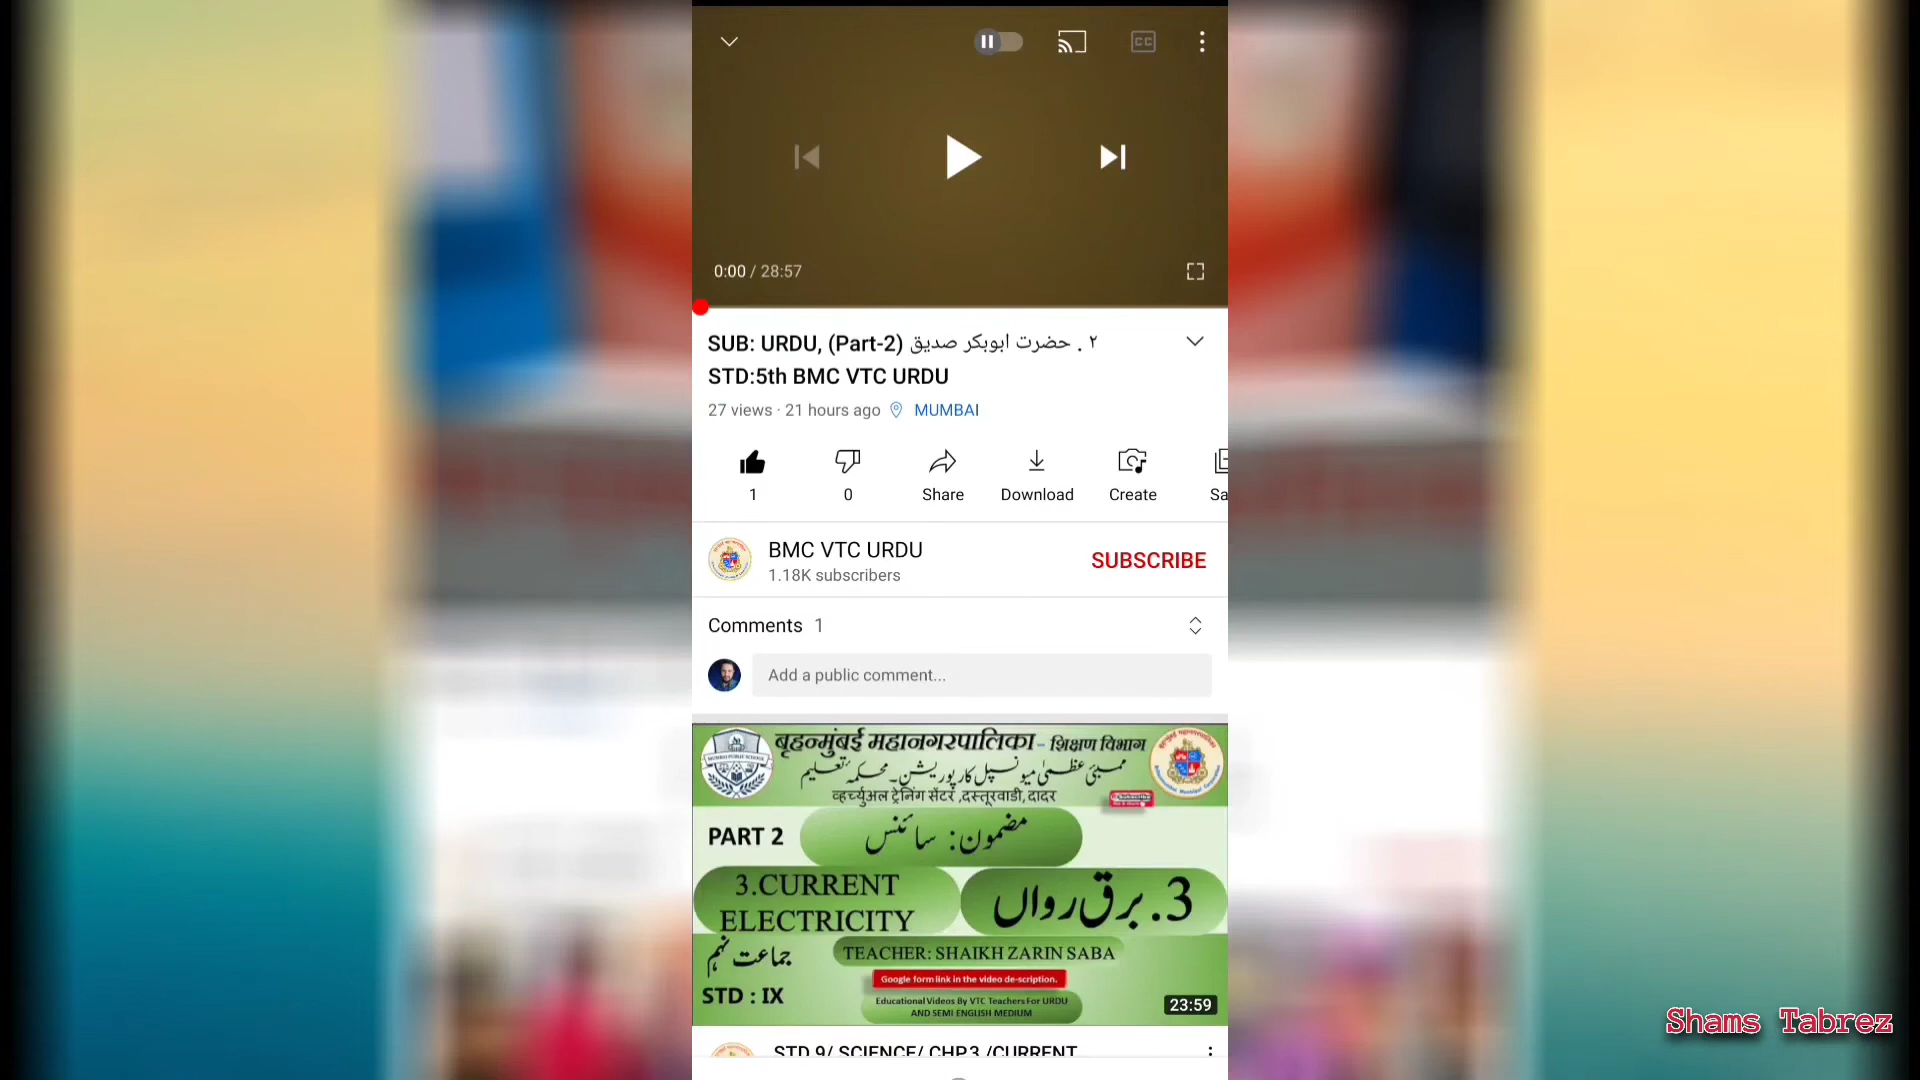 0:00 / 28:57
SUB: URDU, (Part-2) ۲ . حضرت ابوبکر صدیق
STD:5th BMC VTC URDU
27 views · 21 hours ago MUMBAI
1 0 Share Download Create Sa
BMC VTC URDU
SUBSCRIBE
1.18K subscribers
Comments 1
Add a public comment...
बृहन्मुंबई महानगरपालिका - शिक्षण विभाग
ممبئی عظمیٰ میونسپل کارپوریشن۔ محکمہ تعلیم
व्हर्च्युअल ट्रेनिंग सेंटर ,दस्तूरवाडी, दादर
PART 2
مضمون: سائنس
3.CURRENT
ELECTRICITY
3. برق رواں
جماعت نہم
TEACHER: SHAIKH ZARIN SABA
Google form link in the video de-scription.
STD : IX
Educational Videos By VTC Teachers For URDU
AND SEMI ENGLISH MEDIUM
23:59
STD 9/ SCIENCE/ CHP.3 /CURRENT
Shams Tabrez